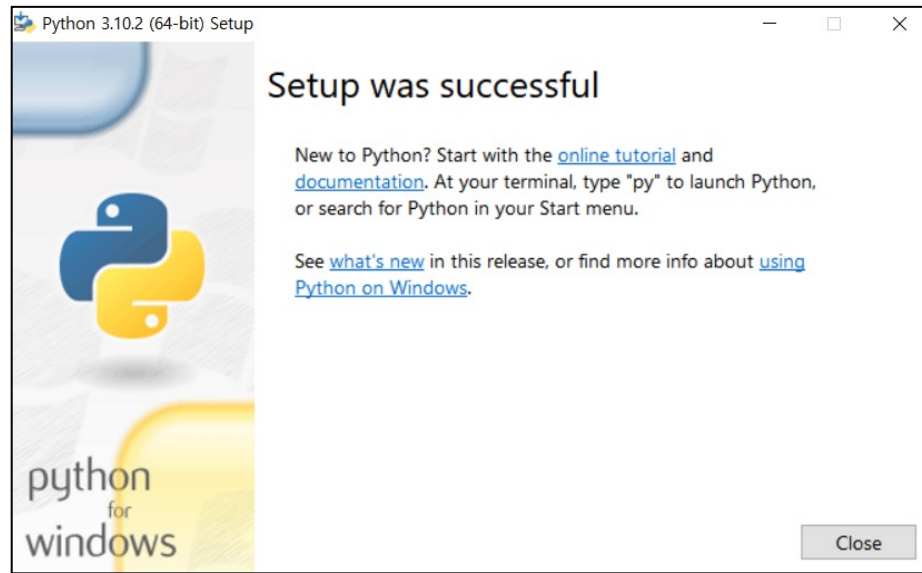 Python 3.10.2 (64-bit) Setup
Setup was successful
New to Python? Start with the online tutorial and
documentation. At your terminal, type "py" to launch Python,
or search for Python in your Start menu.
See what's new in this release, or find more info about using
Python on Windows.
python
for
windows
Close